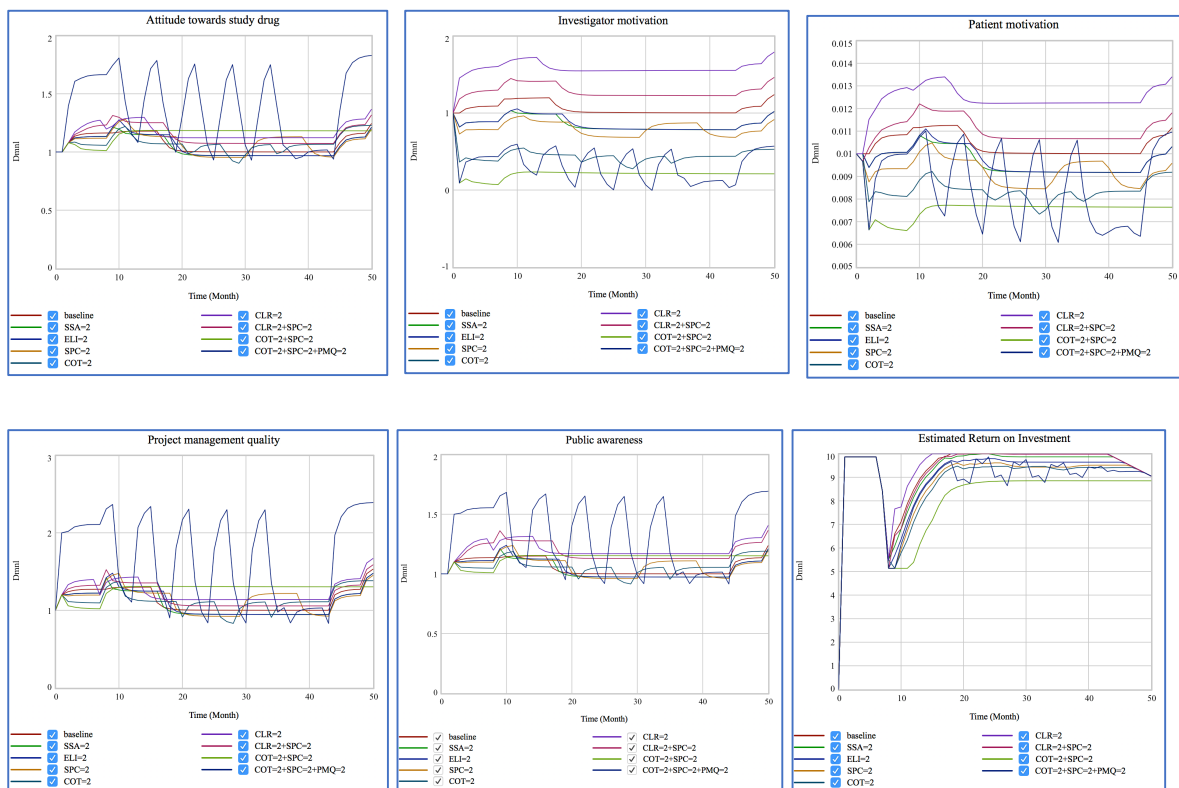 Attitude towards study drug
2
1.5
1
0.5
0
Dmnl
0 10 20 30 40 50
Time (Month)
baseline CLR=2
SSA=2 CLR=2+SPC=2
ELI=2 COT=2+SPC=2
SPC=2 COT=2+SPC=2+PMQ=2
COT=2
Investigator motivation
2
1
0
-1
Dmnl
0 10 20 30 40 50
Time (Month)
baseline CLR=2
SSA=2 CLR=2+SPC=2
ELI=2 COT=2+SPC=2
SPC=2 COT=2+SPC=2+PMQ=2
COT=2
Patient motivation
0.015
0.014
0.013
0.012
0.011
0.010
0.009
0.008
0.007
0.006
0.005
Dmnl
0 10 20 30 40 50
Time (Month)
baseline CLR=2
SSA=2 CLR=2+SPC=2
ELI=2 COT=2+SPC=2
SPC=2 COT=2+SPC=2+PMQ=2
COT=2
Project management quality
3
2
1
0
Dmnl
0 10 20 30 40 50
Time (Month)
baseline CLR=2
SSA=2 CLR=2+SPC=2
ELI=2 COT=2+SPC=2
SPC=2 COT=2+SPC=2+PMQ=2
COT=2
Public awareness
2
1.5
1
0.5
0
Dmnl
0 10 20 30 40 50
Time (Month)
baseline CLR=2
SSA=2 CLR=2+SPC=2
ELI=2 COT=2+SPC=2
SPC=2 COT=2+SPC=2+PMQ=2
COT=2
Estimated Return on Investment
10
9
8
7
6
5
4
3
2
1
0
Dmnl
0 10 20 30 40 50
Time (Month)
baseline CLR=2
SSA=2 CLR=2+SPC=2
ELI=2 COT=2+SPC=2
SPC=2 COT=2+SPC=2+PMQ=2
COT=2